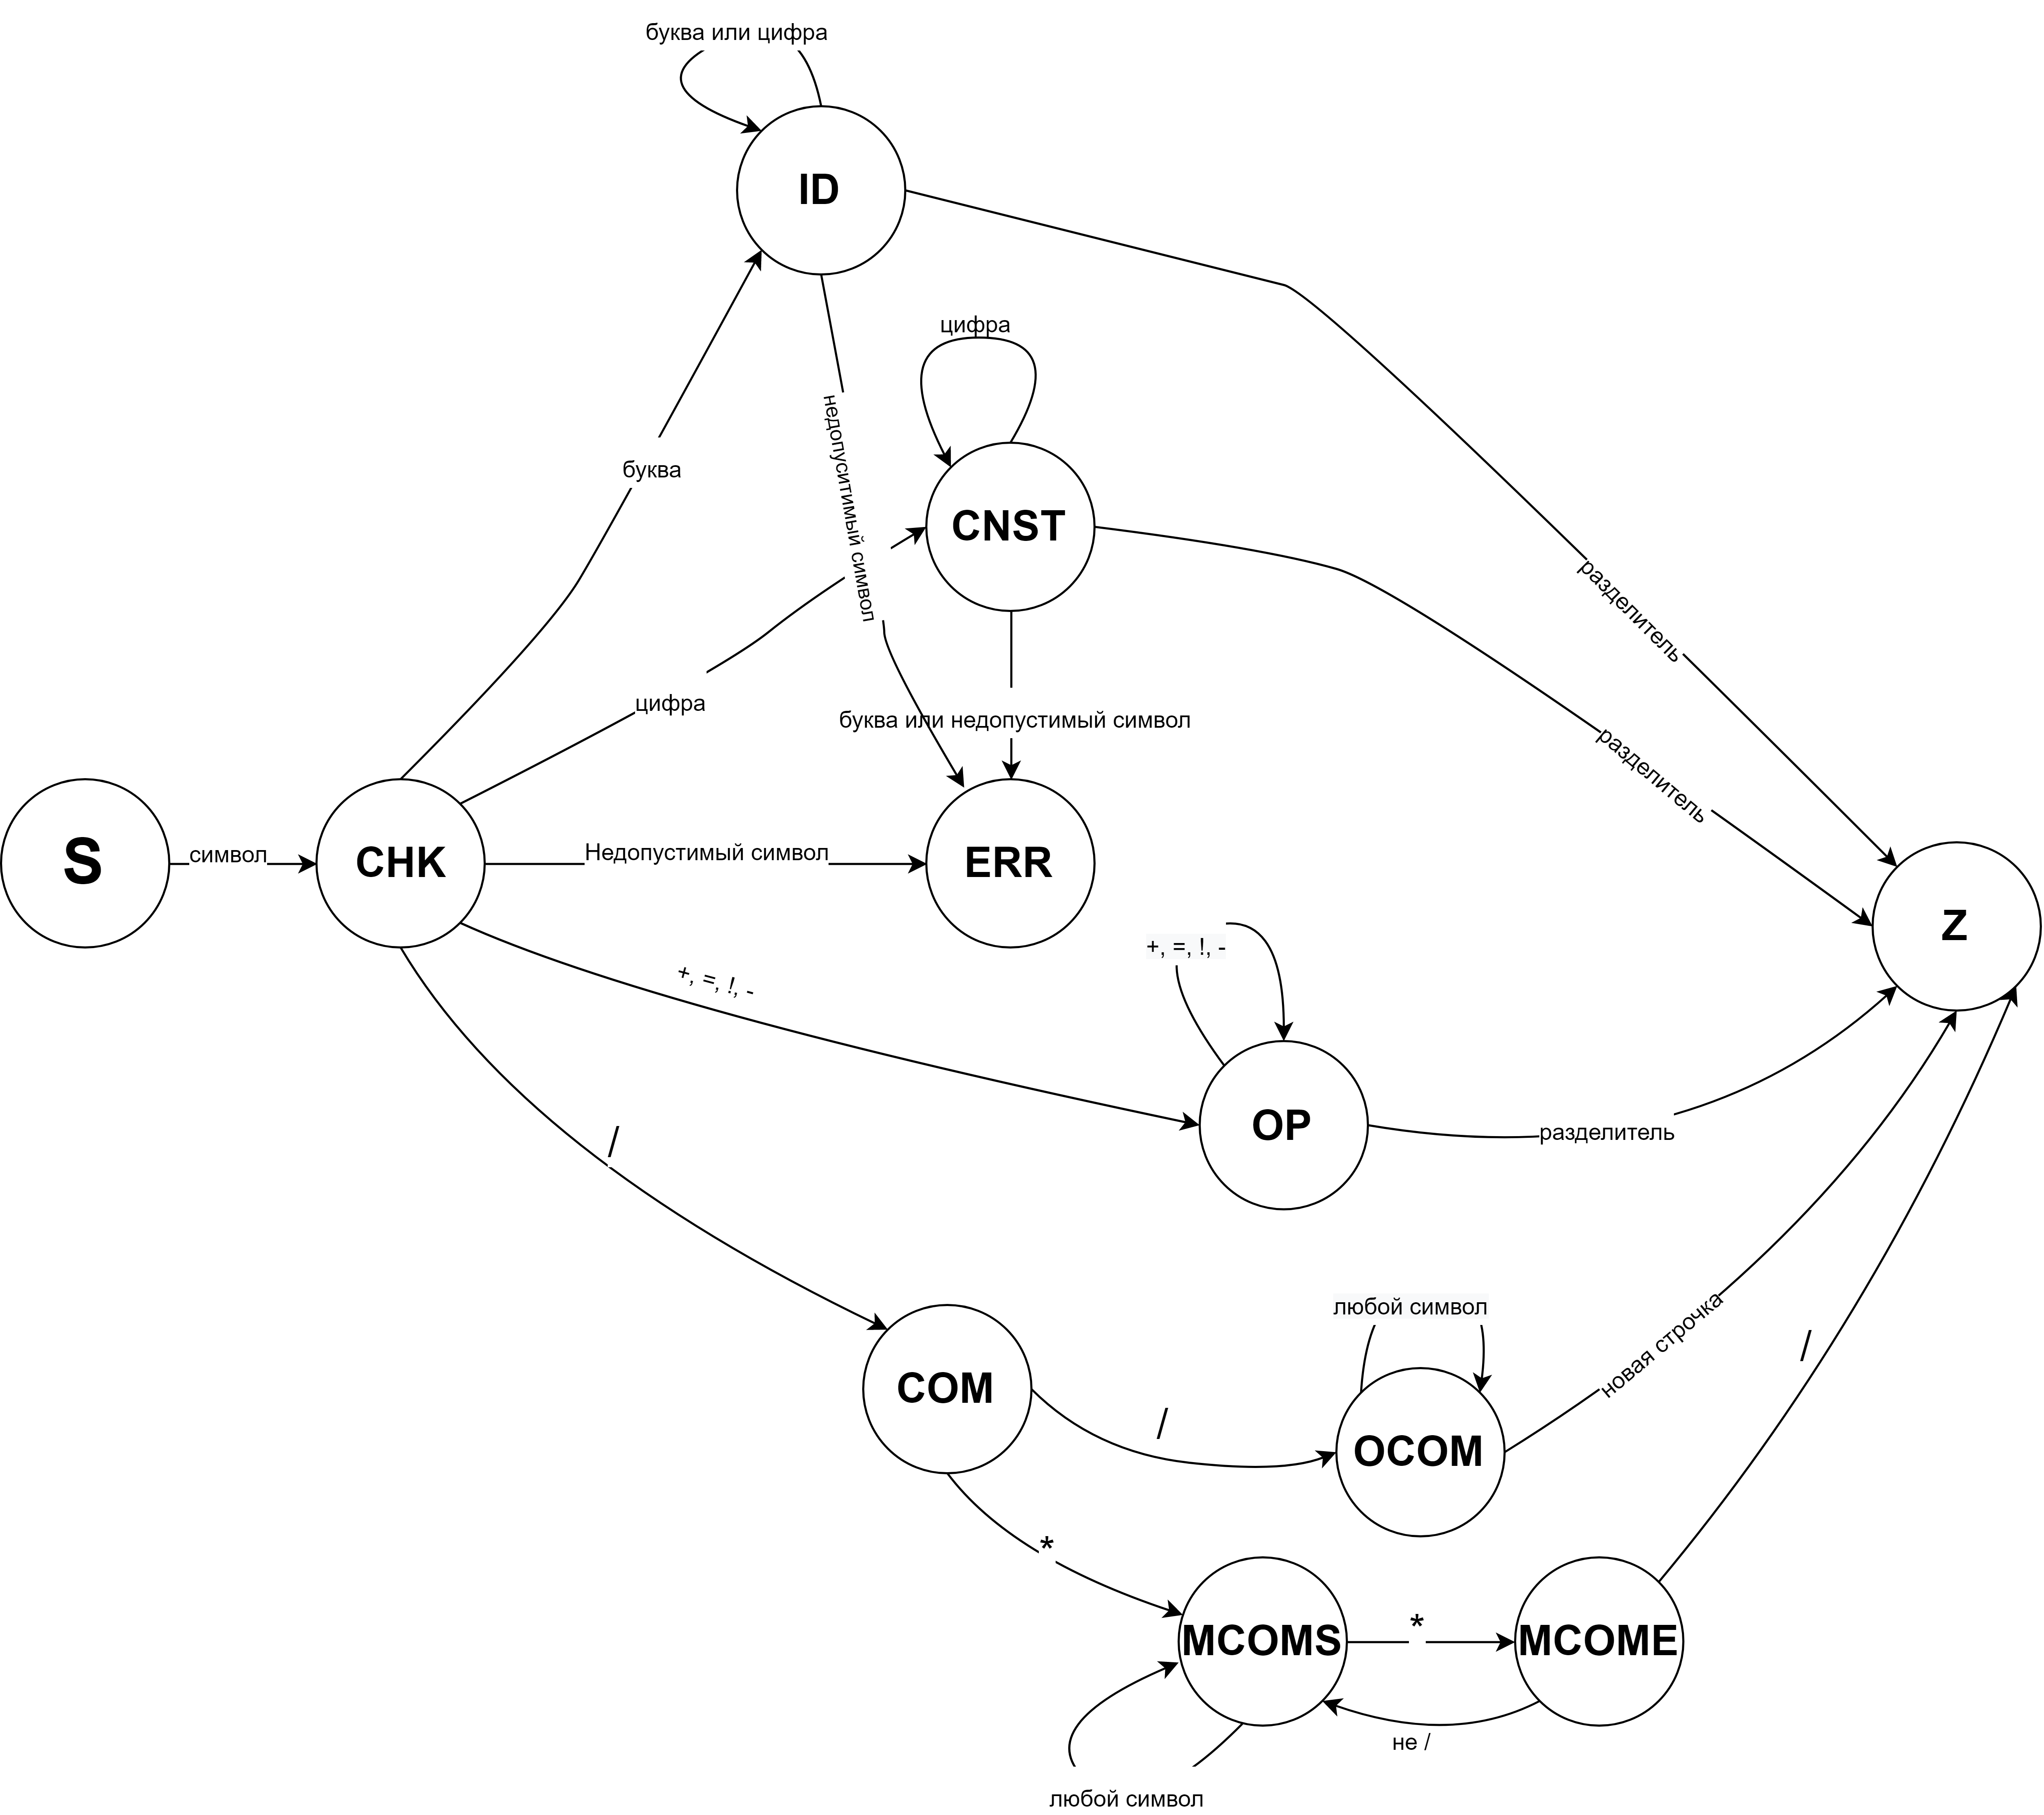 буква или цифра
ID
цифра
буква
CNST
недопуситимый символ
разделитель
цифра
буква или недопустимый символ
разделитель
S
символ
CHK
Недопустимый символ
ERR
Z
+, =, !, -
+, =, !, -
OP
разделитель
/
любой символ
новая строчка
/
COM
/
OCOM
*
MCOMS
*
MCOME
не /
любой символ